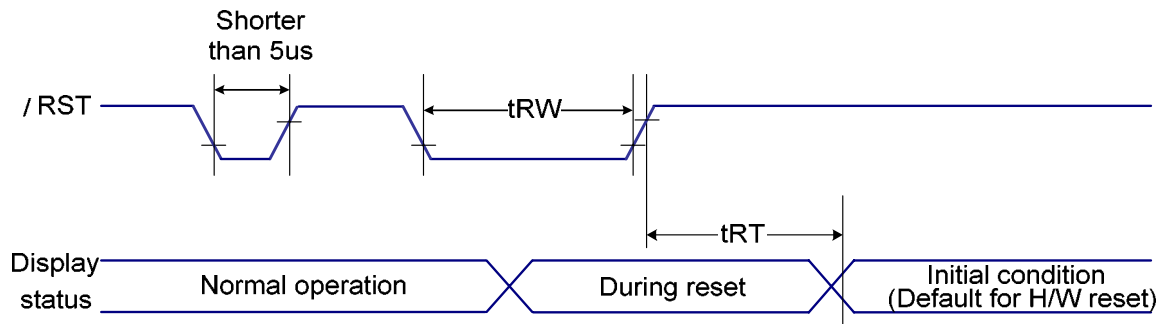 Shorter
than 5us
/ RST
tRW
tRT
Display
status
Normal operation
During reset
Initial condition
(Default for H/W reset)